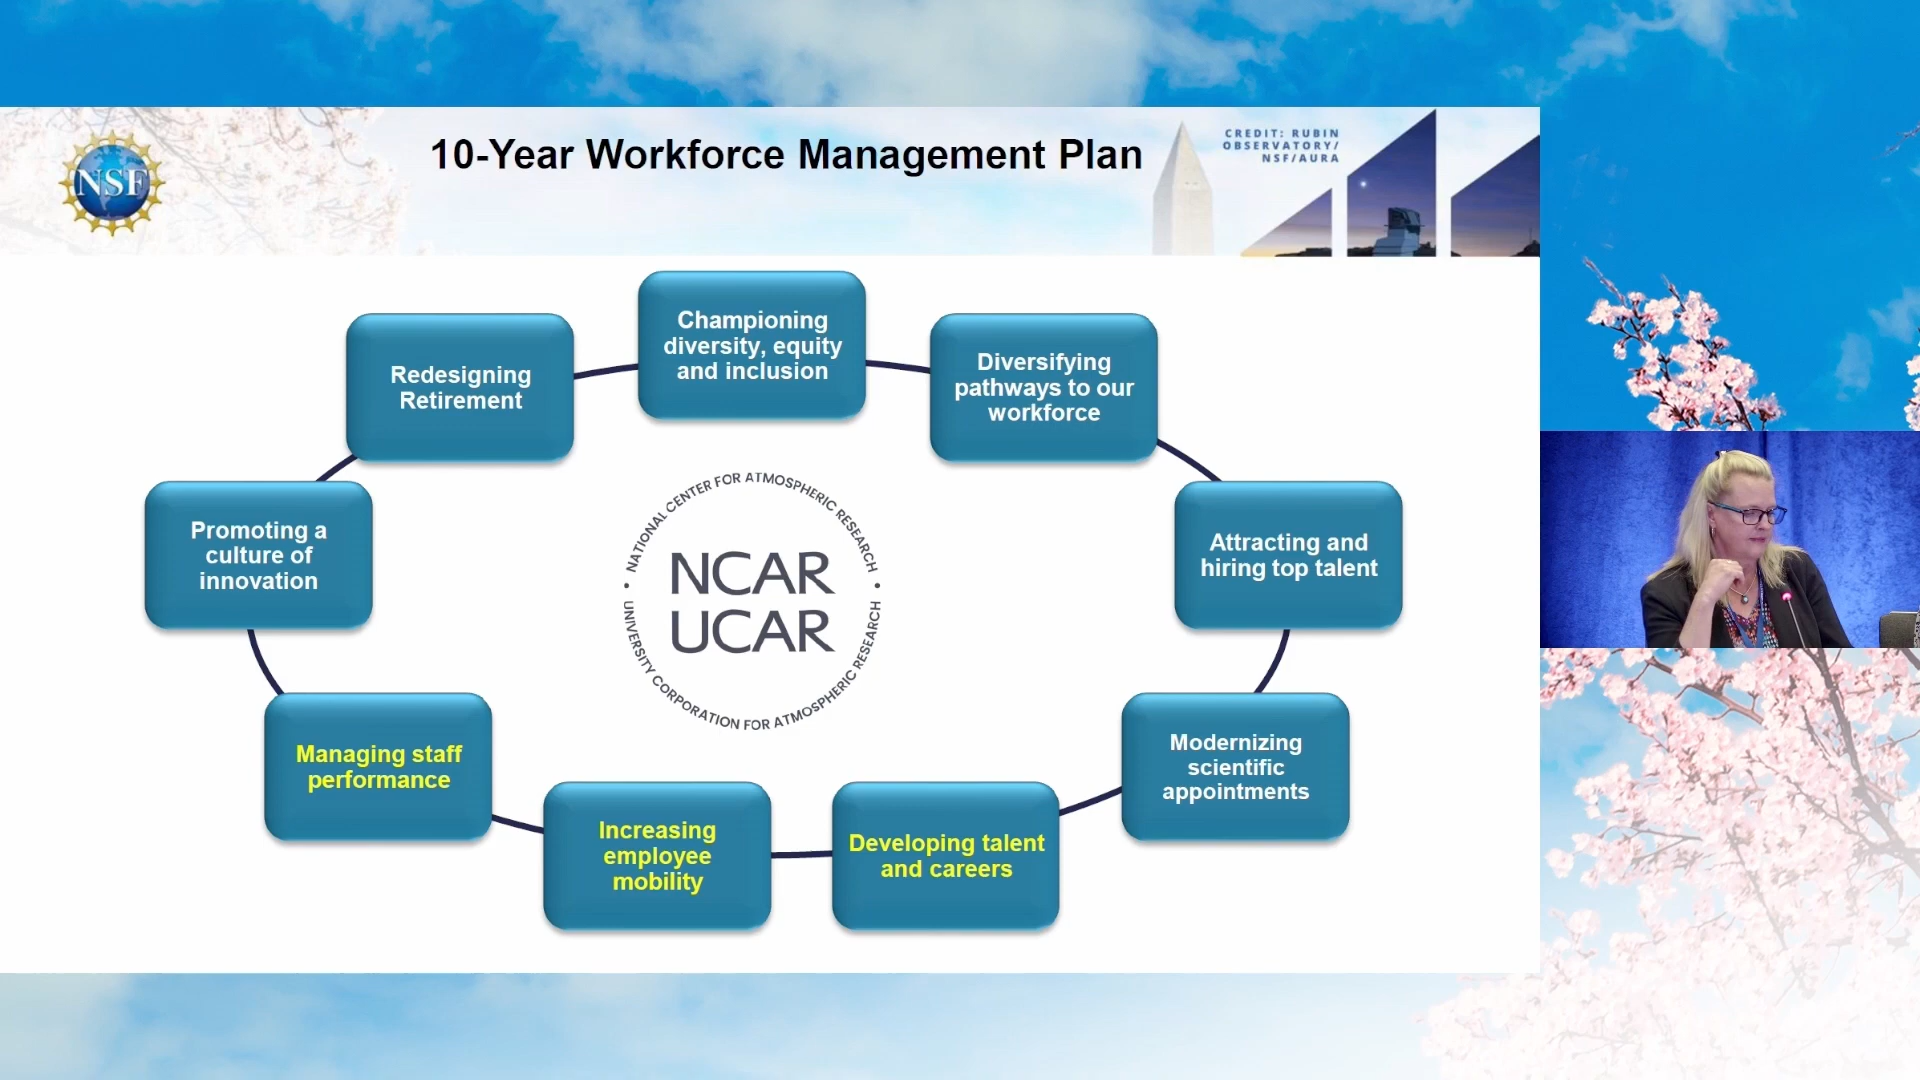 10-Year Workforce Management Plan
CREDIT: RUBIN
OBSERVATORY/
NSF/AURA
NSF
Championing
diversity, equity
and inclusion
Diversifying
pathways to our
workforce
Attracting and
hiring top talent
Modernizing
scientific
appointments
Developing talent
and careers
Increasing
employee
mobility
Managing staff
performance
Promoting a
culture of
innovation
Redesigning
Retirement
NATIONAL CENTER FOR ATMOSPHERIC RESEARCH
NCAR
UCAR
UNIVERSITY CORPORATION FOR ATMOSPHERIC RESEARCH